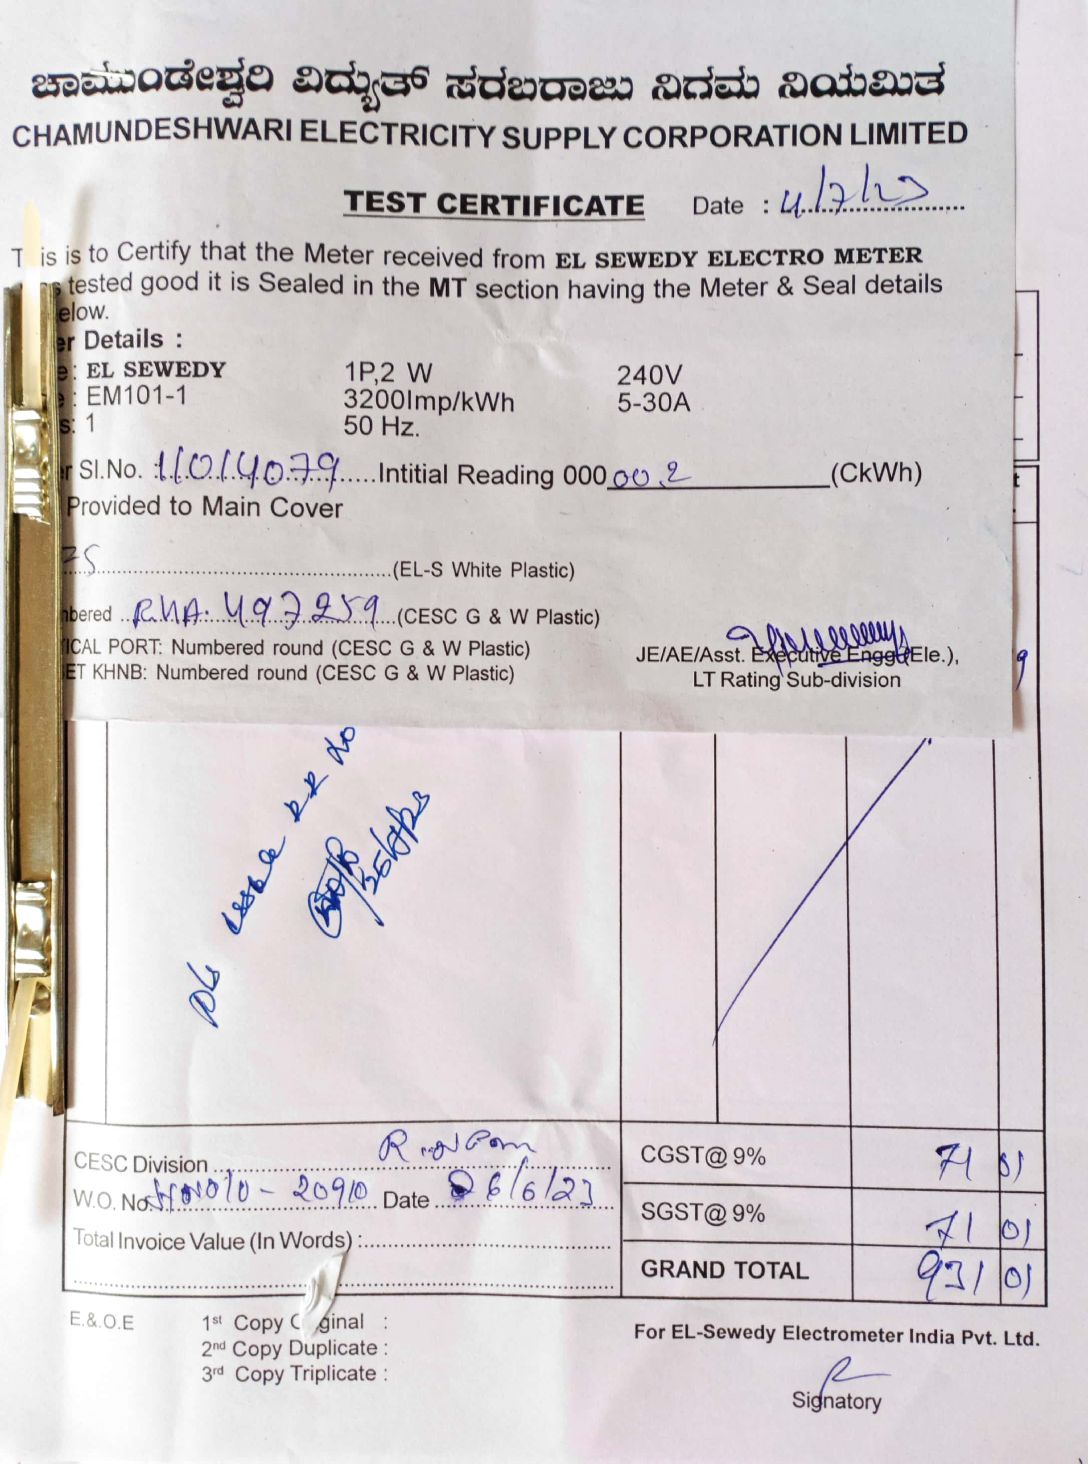 ಚಾಮುಂಡೇಶ್ವರಿ ವಿದ್ಯುತ್ ಸರಬರಾಜು ನಿಗಮ ನಿಯಮಿತ
CHAMUNDESHWARI ELECTRICITY SUPPLY CORPORATION LIMITED
TEST CERTIFICATE Date : 4/7/23
is is to Certify that the Meter received from EL SEWEDY ELECTRO METER
tested good it is Sealed in the MT section having the Meter & Seal details
elow.
er Details :
e: EL SEWEDY 1P,2 W 240V
e : EM101-1 3200Imp/kWh 5-30A
s: 1 50 Hz.
r Sl.No. : 11014079 Intitial Reading 000 00.2 (CkWh)
Provided to Main Cover
(EL-S White Plastic)
bered 497259 (CESC G & W Plastic)
ICAL PORT: Numbered round (CESC G & W Plastic)
ET KHNB: Numbered round (CESC G & W Plastic)
JE/AE/Asst. Executive Engg(Ele.),
LT Rating Sub-division
CESC Division
W.O. No. - 20910 Date 26/6/23
Total Invoice Value (In Words) :
CGST@ 9% 71 01
SGST@ 9% 71 01
GRAND TOTAL 931 01
E.&.O.E
1st Copy ginal :
2nd Copy Duplicate :
3rd Copy Triplicate :
For EL-Sewedy Electrometer India Pvt. Ltd.
Signatory